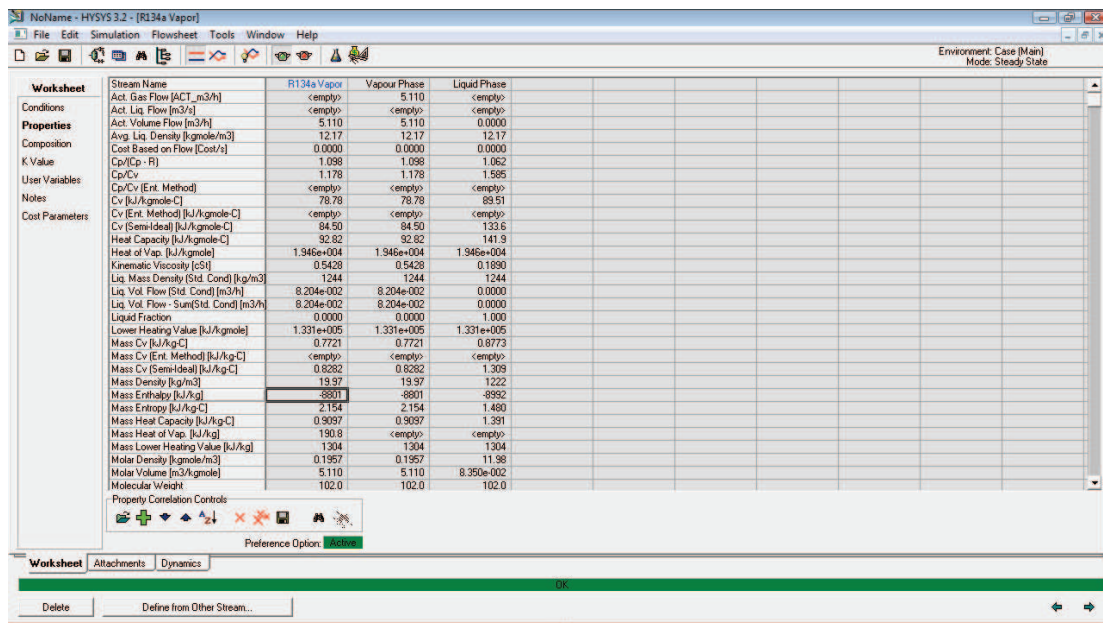 NoName - HYSYS 3.2 - [R134a Vapor]
File Edit Simulation Flowsheet Tools Window Help
Environment: Case (Main)
Mode: Steady State
Worksheet
Conditions
Properties
Composition
K Value
User Variables
Notes
Cost Parameters
Stream Name R134a Vapor Vapour Phase Liquid Phase
Act. Gas Flow [ACT_m3/h] <empty> 5.110 <empty>
Act. Liq. Flow [m3/s] <empty> <empty> <empty>
Act. Volume Flow [m3/h] 5.110 5.110 0.0000
Avg. Liq. Density [kgmole/m3] 12.17 12.17 12.17
Cost Based on Flow [Cost/s] 0.0000 0.0000 0.0000
Cp/(Cp - R) 1.098 1.098 1.062
Cp/Cv 1.178 1.178 1.585
Cp/Cv (Ent. Method) <empty> <empty> <empty>
Cv [kJ/kgmole-C] 78.78 78.78 89.51
Cv (Ent. Method) [kJ/kgmole-C] <empty> <empty> <empty>
Cv (Semi-Ideal) [kJ/kgmole-C] 84.50 84.50 133.6
Heat Capacity [kJ/kgmole-C] 92.82 92.82 141.9
Heat of Vap. [kJ/kgmole] 1.946e+004 1.946e+004 1.946e+004
Kinematic Viscosity [cSt] 0.5428 0.5428 0.1890
Liq. Mass Density (Std. Cond) [kg/m3] 1244 1244 1244
Liq. Vol. Flow (Std. Cond) [m3/h] 8.204e-002 8.204e-002 0.0000
Liq. Vol. Flow - Sum(Std. Cond) [m3/h] 8.204e-002 8.204e-002 0.0000
Liquid Fraction 0.0000 0.0000 1.000
Lower Heating Value [kJ/kgmole] 1.331e+005 1.331e+005 1.331e+005
Mass Cv [kJ/kg-C] 0.7721 0.7721 0.8773
Mass Cv (Ent. Method) [kJ/kg-C] <empty> <empty> <empty>
Mass Cv (Semi-Ideal) [kJ/kg-C] 0.8282 0.8282 1.309
Mass Density [kg/m3] 19.97 19.97 1222
Mass Enthalpy [kJ/kg] -8801 -8801 -8992
Mass Entropy [kJ/kg-C] 2.154 2.154 1.480
Mass Heat Capacity [kJ/kg-C] 0.9097 0.9097 1.391
Mass Heat of Vap. [kJ/kg] 190.8 <empty> <empty>
Mass Lower Heating Value [kJ/kg] 1304 1304 1304
Molar Density [kgmole/m3] 0.1957 0.1957 11.98
Molar Volume [m3/kgmole] 5.110 5.110 8.350e-002
Molecular Weight 102.0 102.0 102.0
Property Correlation Controls
Preference Option: Active
Worksheet Attachments Dynamics
OK
Delete Define from Other Stream...